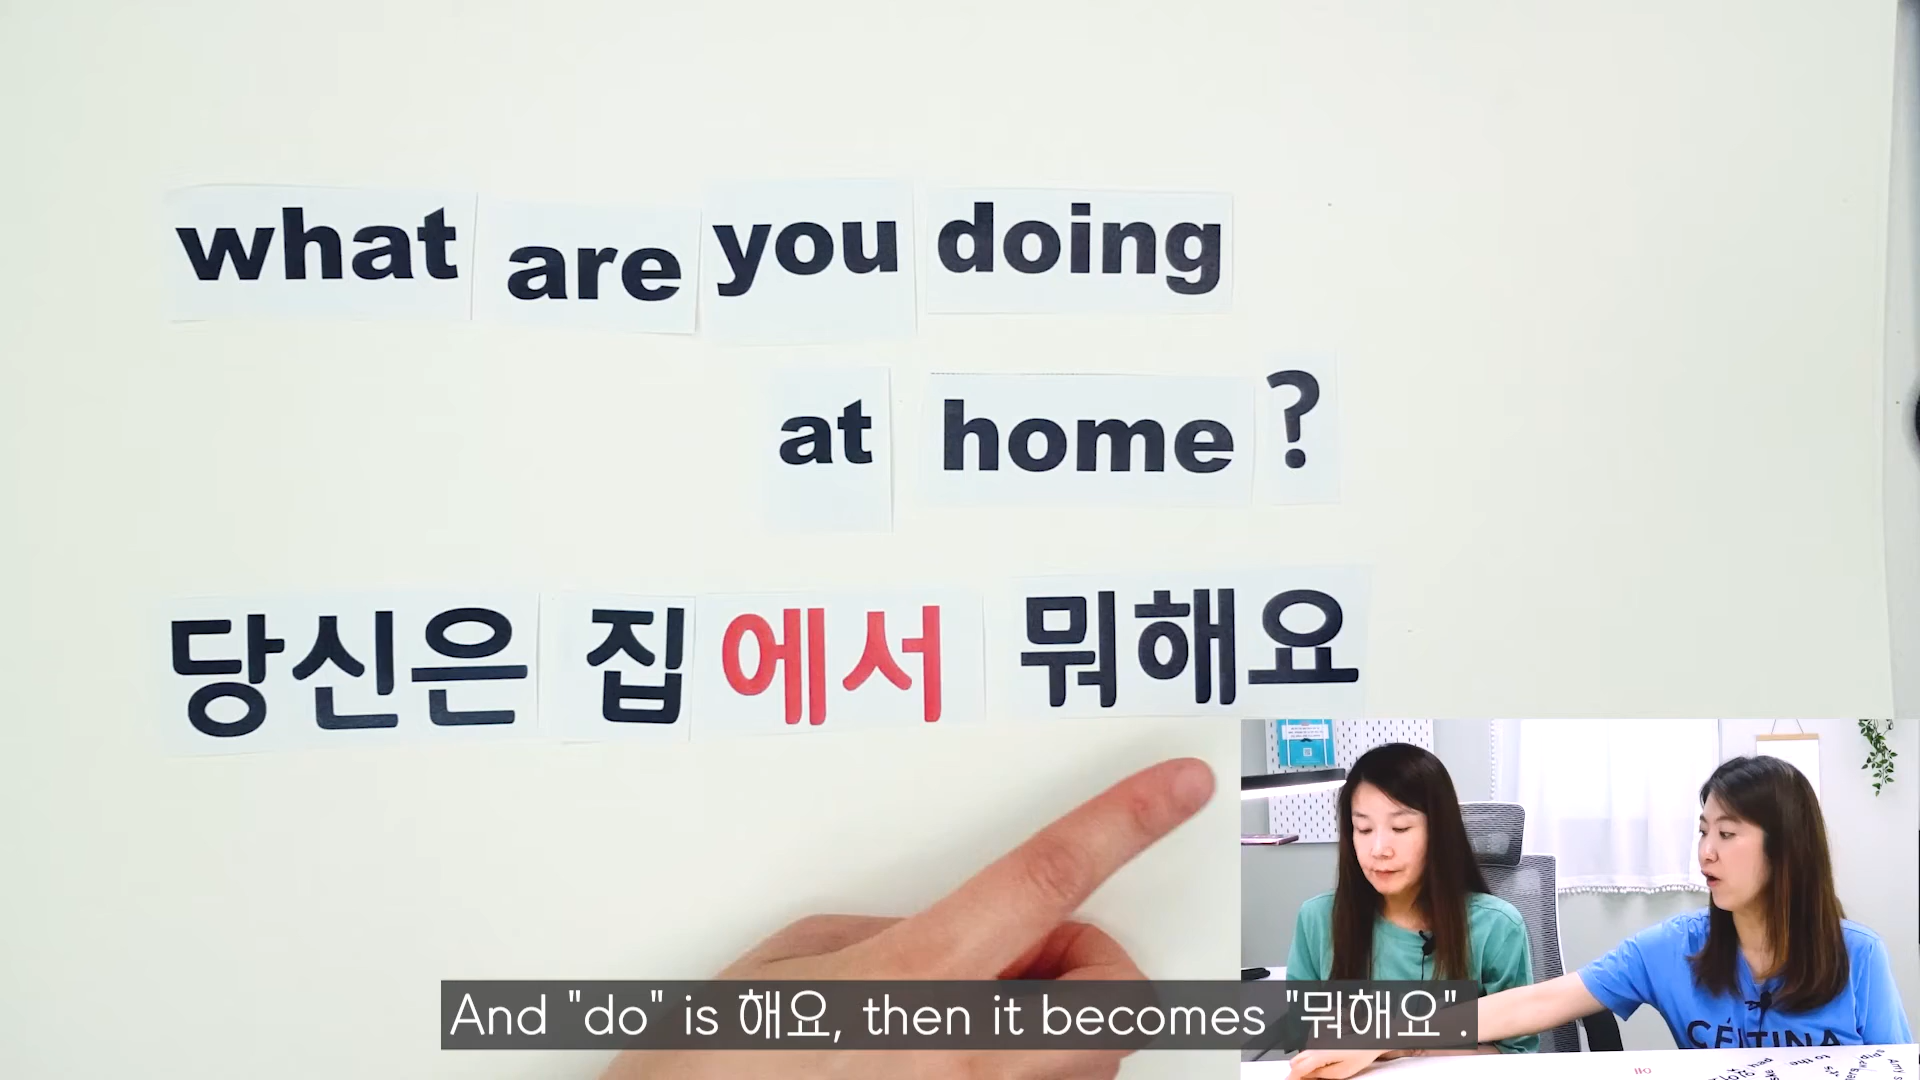 what are you doing
at home ?
당신은 집에서 뭐해요
And "do" is 해요, then it becomes "뭐해요".